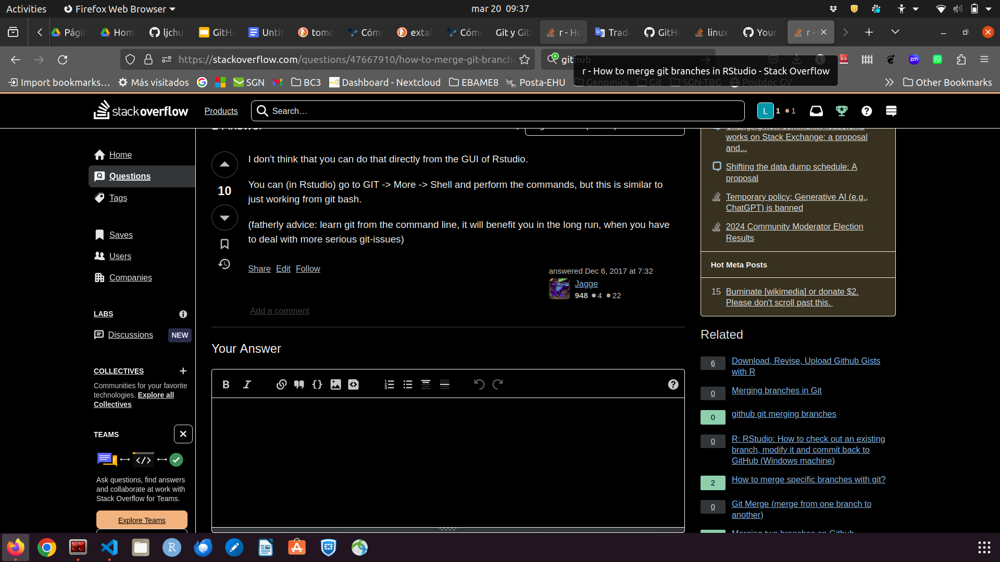 Activities
Firefox Web Browser
mar 20 09:37
Págin
Home
ljchu
GitHu
Untit
tomc
Cómo
extab
Cómo
Git y Git
r - Ho
Tradu
GitHu
linux
Your
r -
https://stackoverflow.com/questions/47667910/how-to-merge-git-branche
github
r - How to merge git branches in RStudio - Stack Overflow
Import bookmarks...
Más visitados
SGN
BC3
Dashboard - Nextcloud
EBAME8
Posta-EHU
Genomics
Git
SGN-TBG
Postdoc GV
Other Bookmarks
stackoverflow
Products
Search...
L
1
1
Home
Questions
Tags
Saves
Users
Companies
LABS
Discussions
NEW
COLLECTIVES
Communities for your favorite
technologies. Explore all
Collectives
TEAMS
Ask questions, find answers
and collaborate at work with
Stack Overflow for Teams.
Explore Teams
I don't think that you can do that directly from the GUI of Rstudio.
10
You can (in Rstudio) go to GIT -> More -> Shell and perform the commands, but this is similar to
just working from git bash.
(fatherly advice: learn git from the command line, it will benefit you in the long run, when you have
to deal with more serious git-issues)
Share Edit Follow
answered Dec 6, 2017 at 7:32
Jagge
948 4 22
Add a comment
Your Answer
works on Stack Exchange: a proposal
and...
Shifting the data dump schedule: A
proposal
Temporary policy: Generative AI (e.g.,
ChatGPT) is banned
2024 Community Moderator Election
Results
Hot Meta Posts
15 Burninate [wikimedia] or donate $2.
Please don't scroll past this.
Related
6 Download, Revise, Upload Github Gists
with R
0 Merging branches in Git
0 github git merging branches
0 R: RStudio: How to check out an existing
branch, modify it and commit back to
GitHub (Windows machine)
2 How to merge specific branches with git?
0 Git Merge (merge from one branch to
another)